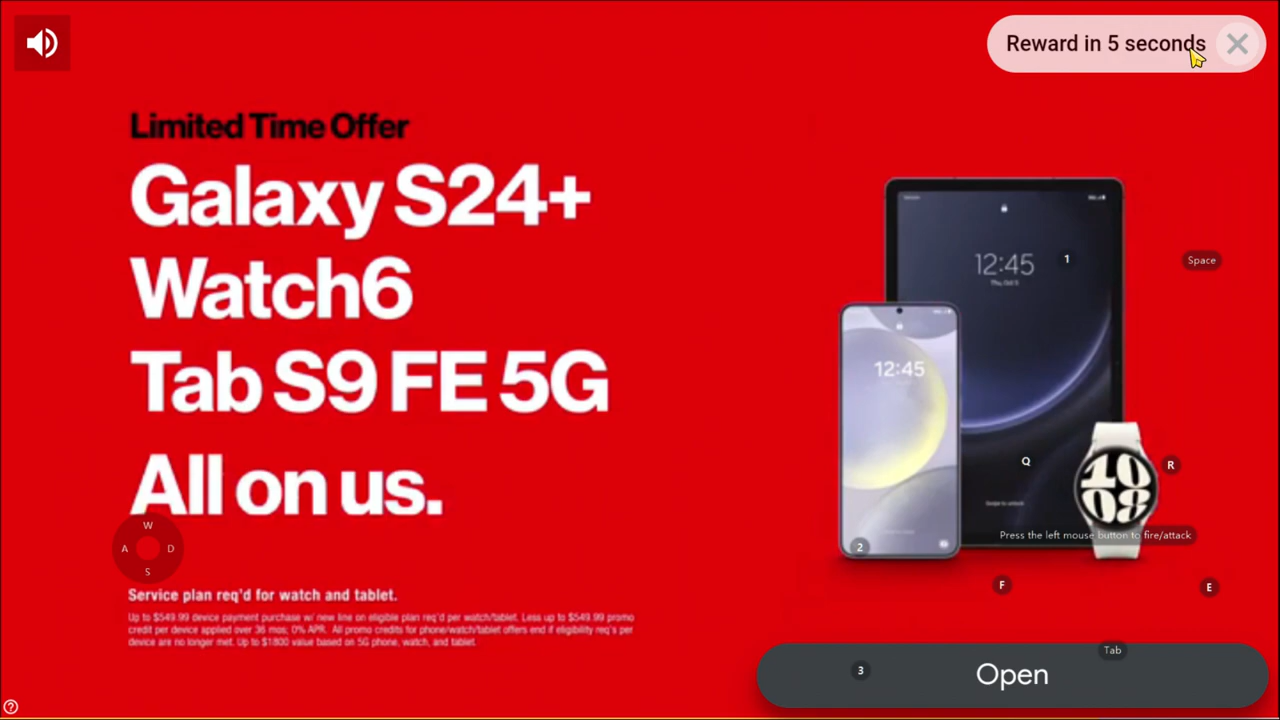 Reward in 5 seconds
Limited Time Offer
Galaxy S24+
Watch6
Tab S9 FE 5G
All on us.
Service plan req'd for watch and tablet.
Up to $549.99 device payment purchase w/ new line on eligible plan req'd per watch/tablet. Less up to $549.99 promo
credit per device applied over 36 mos; 0% APR. All promo credits for phone/watch/tablet offers end if eligibility req's per
device are no longer met. Up to $1800 value based on 5G phone, watch, and tablet.
12:45
1
Space
12:45
Q
R
10
08
Press the left mouse button to fire/attack
2
W
A
D
S
F
E
Tab
3
Open